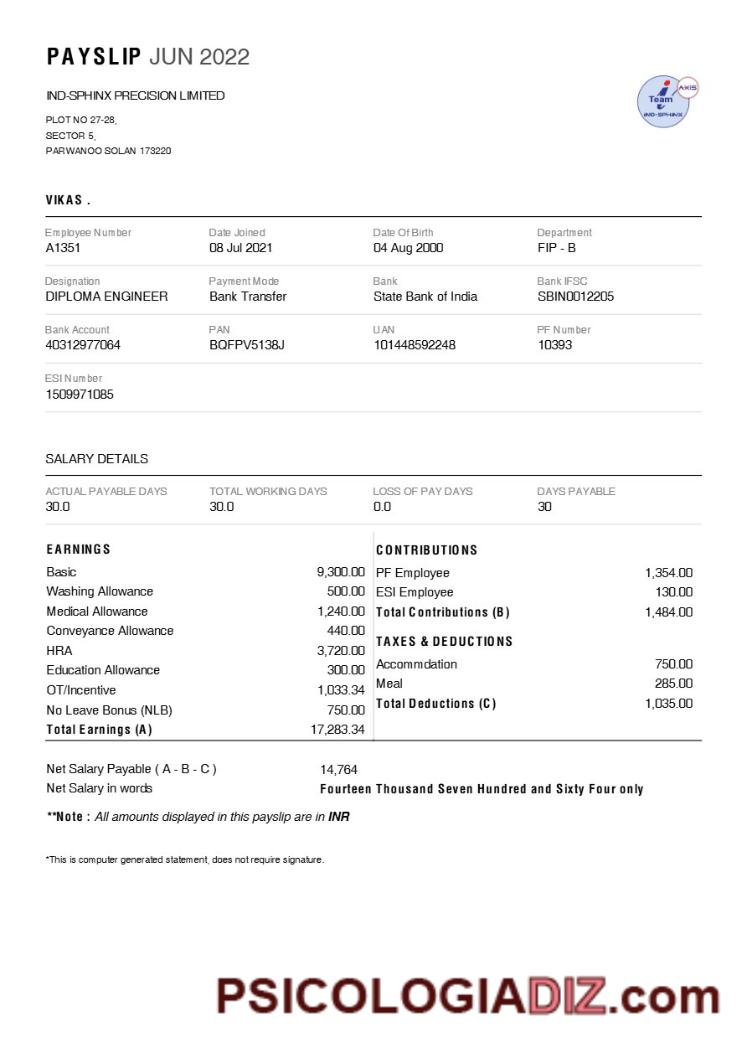 PAYSLIP JUN 2022
IND-SPHINX PRECISION LIMITED
AXIS
Team
IND-SPHINX
PLOT NO 27-28,
SECTOR 5,
PARWANOO SOLAN 173220
VIKAS .
Employee Number Date Joined Date Of Birth Department
A1351 08 Jul 2021 04 Aug 2000 FIP - B
Designation Payment Mode Bank Bank IFSC
DIPLOMA ENGINEER Bank Transfer State Bank of India SBIN0012205
Bank Account PAN UAN PF Number
40312977064 BQFPV5138J 101448592248 10393
ESI Number
1509971085
SALARY DETAILS
ACTUAL PAYABLE DAYS TOTAL WORKING DAYS LOSS OF PAY DAYS DAYS PAYABLE
30.0 30.0 0.0 30
EARNINGS CONTRIBUTIONS
Basic 9,300.00 PF Employee 1,354.00
Washing Allowance 500.00 ESI Employee 130.00
Medical Allowance 1,240.00 Total Contributions (B) 1,484.00
Conveyance Allowance 440.00
TAXES & DEDUCTIONS
HRA 3,720.00
Education Allowance 300.00 Accommdation 750.00
OT/Incentive 1,033.34 Meal 285.00
No Leave Bonus (NLB) 750.00 Total Deductions (C) 1,035.00
Total Earnings (A) 17,283.34
Net Salary Payable ( A - B - C ) 14,764
Net Salary in words Fourteen Thousand Seven Hundred and Sixty Four only
**Note : All amounts displayed in this payslip are in INR
*This is computer generated statement, does not require signature.
PSICOLOGIADIZ.com